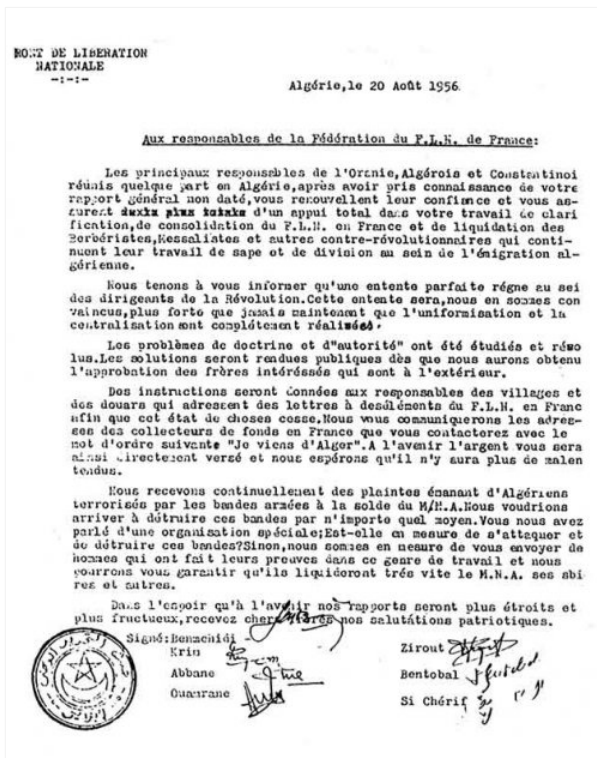 RONT DE LIBERATION
NATIONALE
-:-:-
Algérie,le 20 Août 1956.
Aux responsables de la Fédération du F.L.N. de France:
Les principaux responsables de l'Oranie,Algérois et Constantinoi
réunis quelque part en Algérie,après avoir pris connaissance de votre
rapport général non daté,vous renouvellent leur confiance et vous as-
surent d'un appui total dans votre travail de clari
fication,de consolidation du F.L.N. en France et de liquidation des
Berbéristes,Messalistes et autres contre-révolutionnaires qui conti-
nuent leur travail de sape et de division au sein de l'émigration al-
gérienne.
Nous tenons à vous informer qu'une entente parfaite régne au sei
des dirigeants de la Révolution.Cette entente sera,nous en sommes con
vaincus,plus forte que jamais maintenant que l'uniformisation et la
centralisation sont complétement réalisées.
Les problèmes de doctrine et d"autorité" ont été étudiés et réso
lus.Les solutions seront rendues publiques dès que nous aurons obtenu
l'approbation des frères intéréssés qui sont à l'extérieur.
Des instructions seront données aux responsables des villages et
des douars qui adressent des lettres à deséléments du F.L.N. en Franc
afin que cet état de choses cesse.Nous vous communiquerons les adres-
ses des collecteurs de fonds en France que vous contacterez avec le
mot d'ordre suivante "Je viens d'Alger".A l'avenir l'argent vous sera
ainsi directement versé et nous espérons qu'il n'y aura plus de malen
tendus.
Nous recevons continuellement des plaintes émanant d'Algériens
terrorisés par les bandes armées à la solde du M/N.A.Nous voudrions
arriver à détruire ces bandes par n'importe quel moyen.Vous nous avez
parlé d'une organisation spéciale;Est-elle en mesure de s'attaquer et
de détruire ces bandes?Sinon,nous sommes en mesure de vous envoyer de
hommes qui ont fait leurs preuves dans ce genre de travail et nous
pourrons vous garantir qu'ils liquideront trés vite le M.N.A. ses sbi
res et autres.
Dans l'espoir qu'à l'avenir nos rapports seront plus étroits et
plus fructueux,recevez chers frères nos salutations patriotiques.
Signé:Benmehidi
Krin
Abbane
Ouamrane
Zirout
Bentobal
Si Chérif